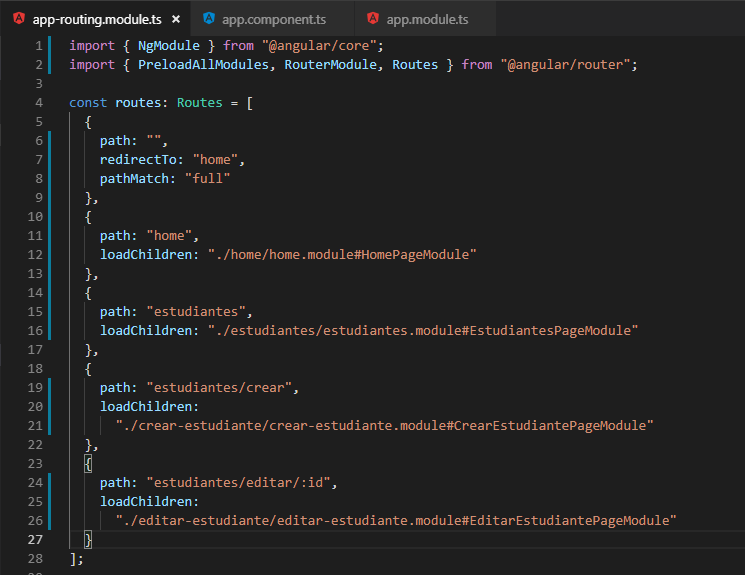 app-routing.module.ts × app.component.ts app.module.ts
1 import { NgModule } from "@angular/core";
2 import { PreloadAllModules, RouterModule, Routes } from "@angular/router";
3
4 const routes: Routes = [
5   {
6     path: "",
7     redirectTo: "home",
8     pathMatch: "full"
9   },
10   {
11     path: "home",
12     loadChildren: "./home/home.module#HomePageModule"
13   },
14   {
15     path: "estudiantes",
16     loadChildren: "./estudiantes/estudiantes.module#EstudiantesPageModule"
17   },
18   {
19     path: "estudiantes/crear",
20     loadChildren:
21       "./crear-estudiante/crear-estudiante.module#CrearEstudiantePageModule"
22   },
23   {
24     path: "estudiantes/editar/:id",
25     loadChildren:
26       "./editar-estudiante/editar-estudiante.module#EditarEstudiantePageModule"
27   }
28 ];